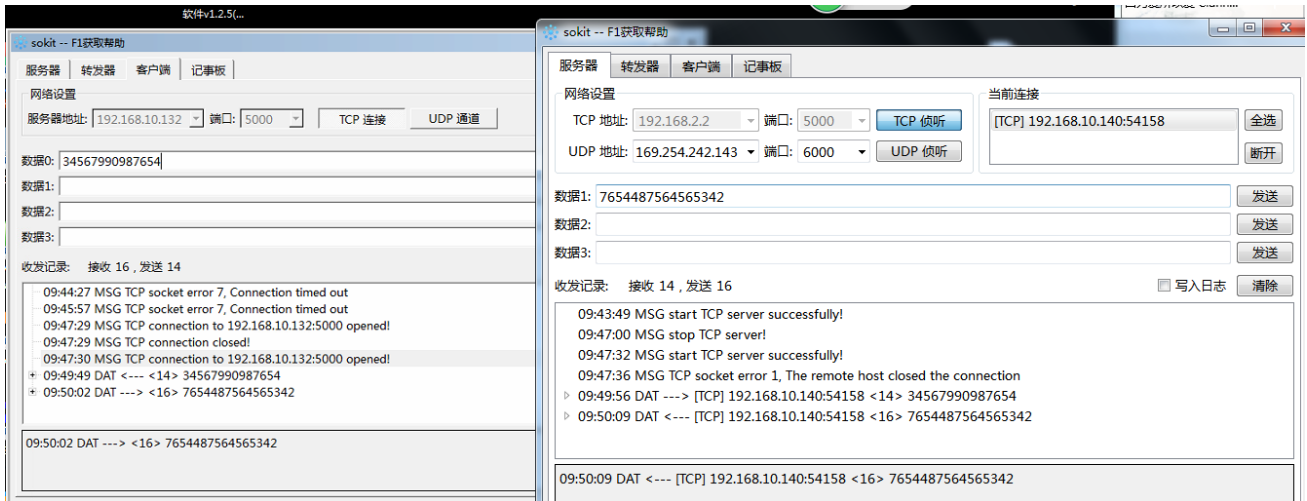 软件v1.2.5(...
sokit -- F1获取帮助
服务器 转发器 客户端 记事板
网络设置
服务器地址: 192.168.10.132 端口: 5000 TCP 连接 UDP 通道
数据0: 34567990987654
数据1:
数据2:
数据3:
收发记录: 接收 16 , 发送 14
09:44:27 MSG TCP socket error 7, Connection timed out
09:45:57 MSG TCP socket error 7, Connection timed out
09:47:29 MSG TCP connection to 192.168.10.132:5000 opened!
09:47:29 MSG TCP connection closed!
09:47:30 MSG TCP connection to 192.168.10.132:5000 opened!
09:49:49 DAT <--- <14> 34567990987654
09:50:02 DAT ---> <16> 7654487564565342
09:50:02 DAT ---> <16> 7654487564565342
sokit -- F1获取帮助
服务器 转发器 客户端 记事板
网络设置
TCP 地址: 192.168.2.2 端口: 5000 TCP 侦听
UDP 地址: 169.254.242.143 端口: 6000 UDP 侦听
当前连接
[TCP] 192.168.10.140:54158
全选
断开
数据1: 7654487564565342 发送
数据2: 发送
数据3: 发送
收发记录: 接收 14 , 发送 16 写入日志 清除
09:43:49 MSG start TCP server successfully!
09:47:00 MSG stop TCP server!
09:47:32 MSG start TCP server successfully!
09:47:36 MSG TCP socket error 1, The remote host closed the connection
09:49:56 DAT ---> [TCP] 192.168.10.140:54158 <14> 34567990987654
09:50:09 DAT <--- [TCP] 192.168.10.140:54158 <16> 7654487564565342
09:50:09 DAT <--- [TCP] 192.168.10.140:54158 <16> 7654487564565342